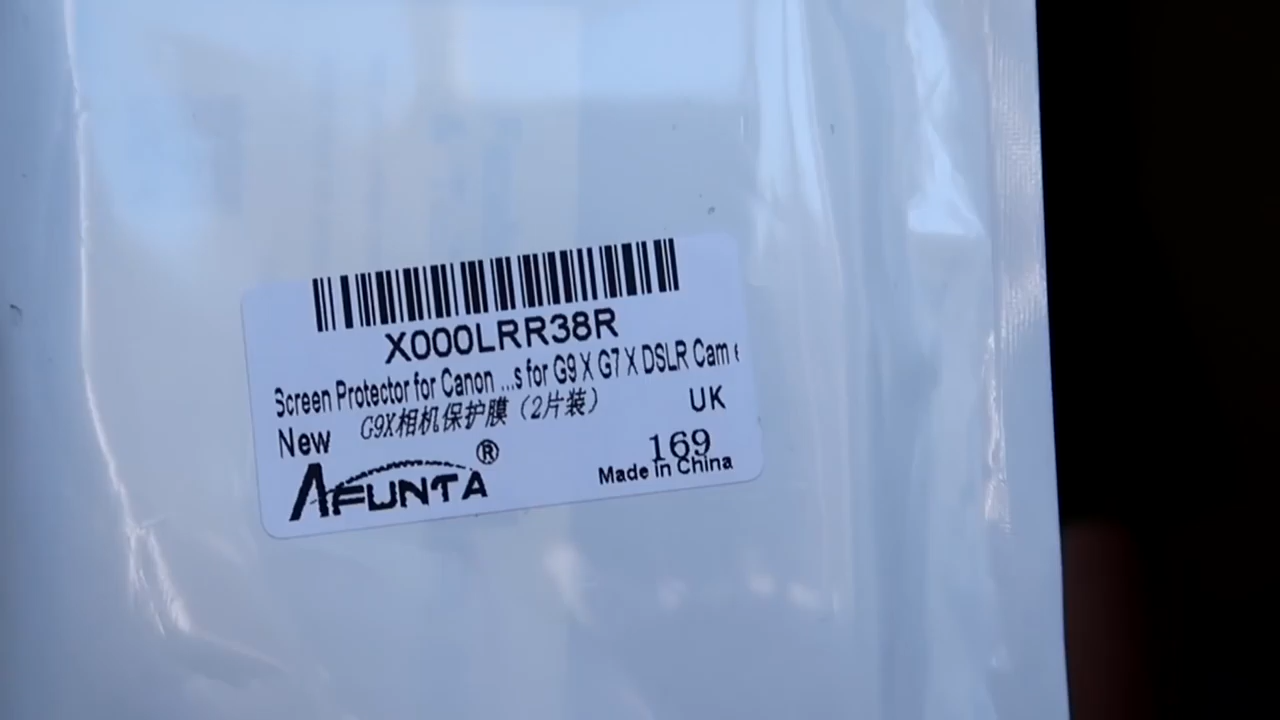 X000LRR38R
Screen Protector for Canon ...s for G9 X G7 X DSLR Cam e
G9X相机保护膜（2片装） UK
New
169
AFUNTA®
Made in China